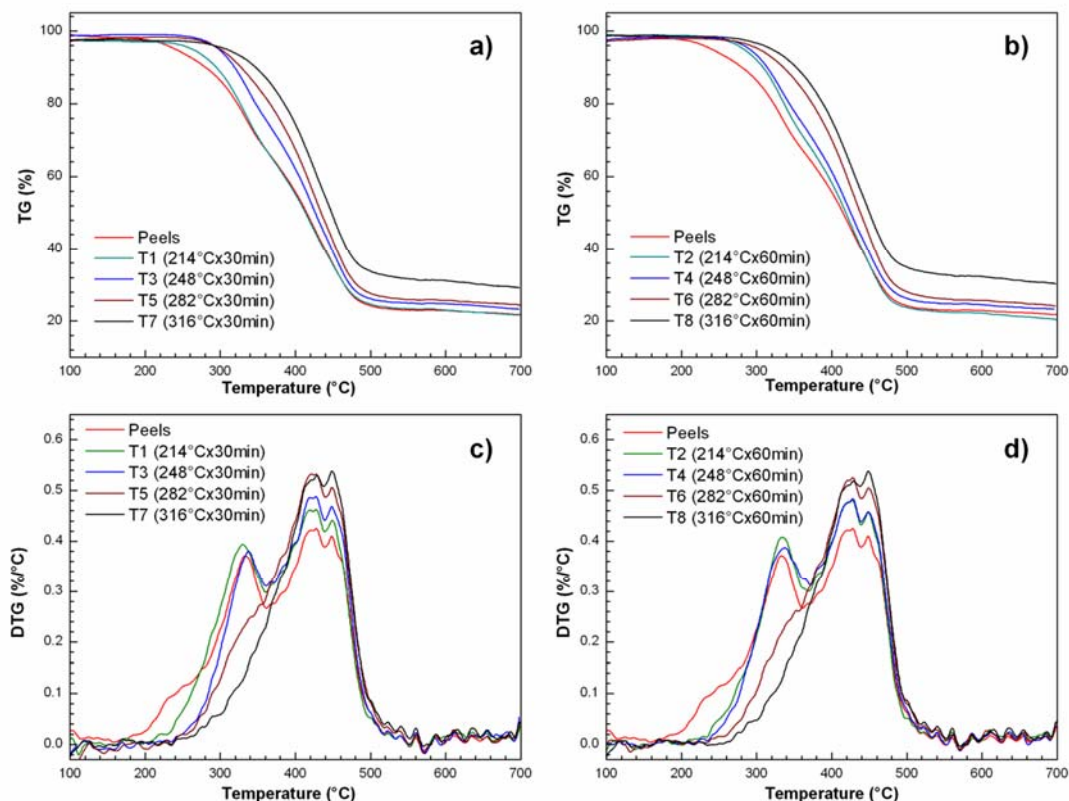 a)
TG (%)
100
80
60
40
20
Peels
T1 (214°Cx30min)
T3 (248°Cx30min)
T5 (282°Cx30min)
T7 (316°Cx30min)
100 200 300 400 500 600 700
Temperature (°C)
b)
TG (%)
100
80
60
40
20
Peels
T2 (214°Cx60min)
T4 (248°Cx60min)
T6 (282°Cx60min)
T8 (316°Cx60min)
100 200 300 400 500 600 700
Temperature (°C)
c)
DTG (%/°C)
0.6
0.5
0.4
0.3
0.2
0.1
0.0
Peels
T1 (214°Cx30min)
T3 (248°Cx30min)
T5 (282°Cx30min)
T7 (316°Cx30min)
100 200 300 400 500 600 700
Temperature (°C)
d)
DTG (%/°C)
0.6
0.5
0.4
0.3
0.2
0.1
0.0
Peels
T2 (214°Cx60min)
T4 (248°Cx60min)
T6 (282°Cx60min)
T8 (316°Cx60min)
100 200 300 400 500 600 700
Temperature (°C)